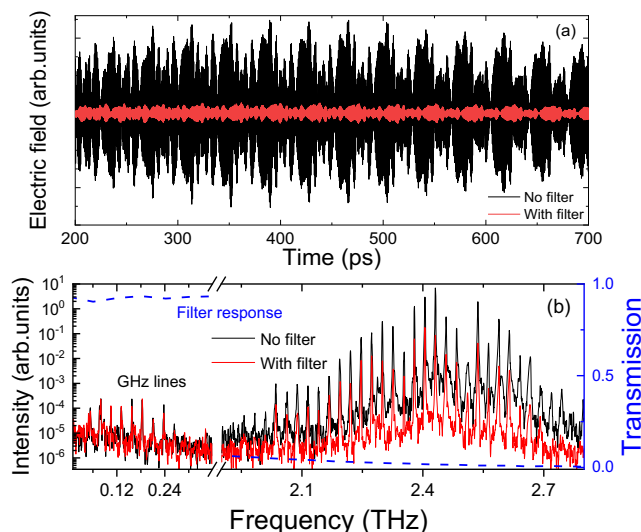 (a)
Electric field (arb.units)
No filter
With filter
200 300 400 500 600 700
Time (ps)
(b)
Intensity (arb.units)
10¹
10⁰
10⁻¹
10⁻²
10⁻³
10⁻⁴
10⁻⁵
10⁻⁶
Filter response
No filter
With filter
GHz lines
1.0
0.5
0.0
Transmission
0.12 0.24 2.1 2.4 2.7
Frequency (THz)